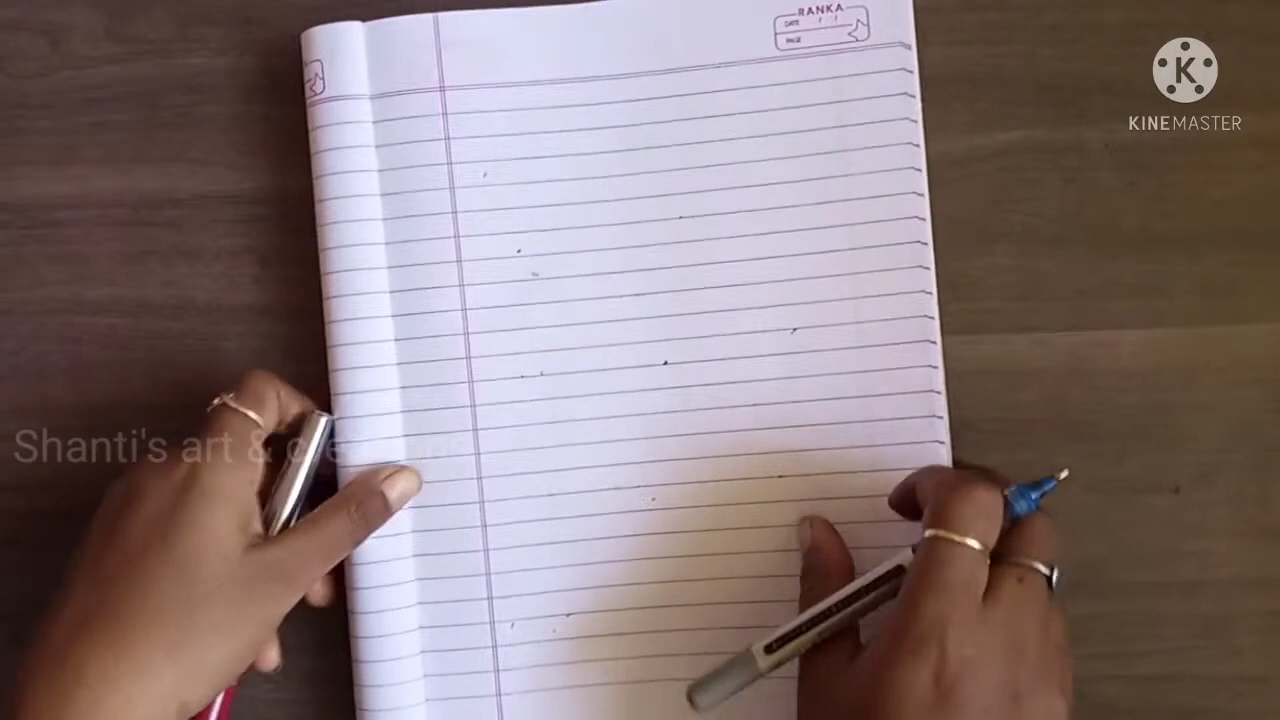 RANKA
DATE / /
PAGE
K
KINEMASTER
Shanti's art &